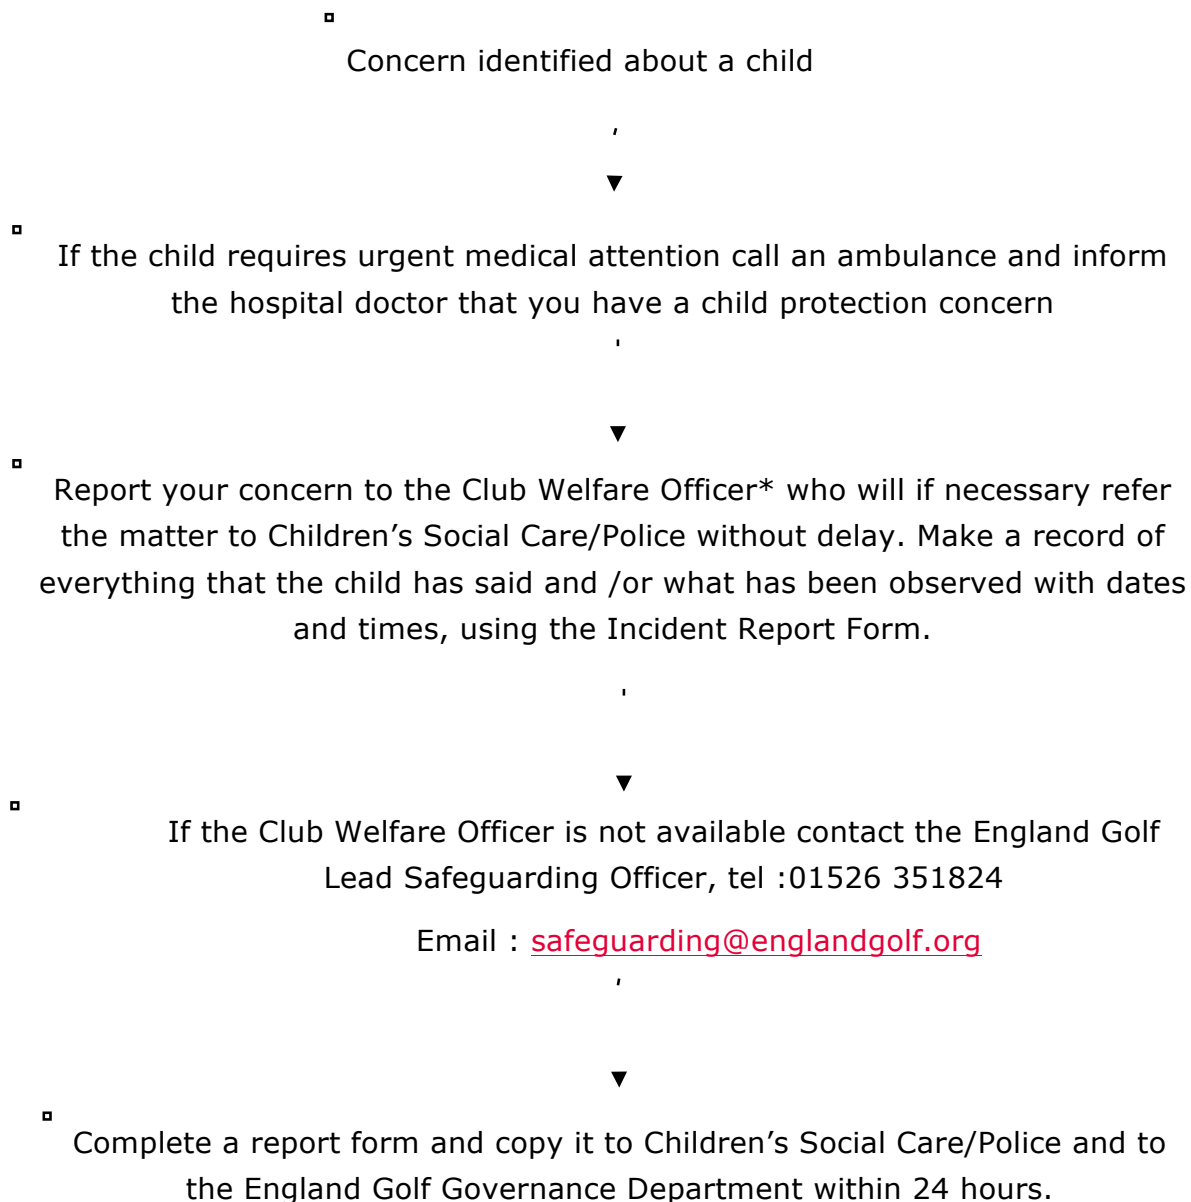 Concern identified about a child
If the child requires urgent medical attention call an ambulance and inform
the hospital doctor that you have a child protection concern
Report your concern to the Club Welfare Officer* who will if necessary refer
the matter to Children’s Social Care/Police without delay. Make a record of
everything that the child has said and /or what has been observed with dates
and times, using the Incident Report Form.
If the Club Welfare Officer is not available contact the England Golf
Lead Safeguarding Officer, tel :01526 351824
Email : safeguarding@englandgolf.org
Complete a report form and copy it to Children’s Social Care/Police and to
the England Golf Governance Department within 24 hours.